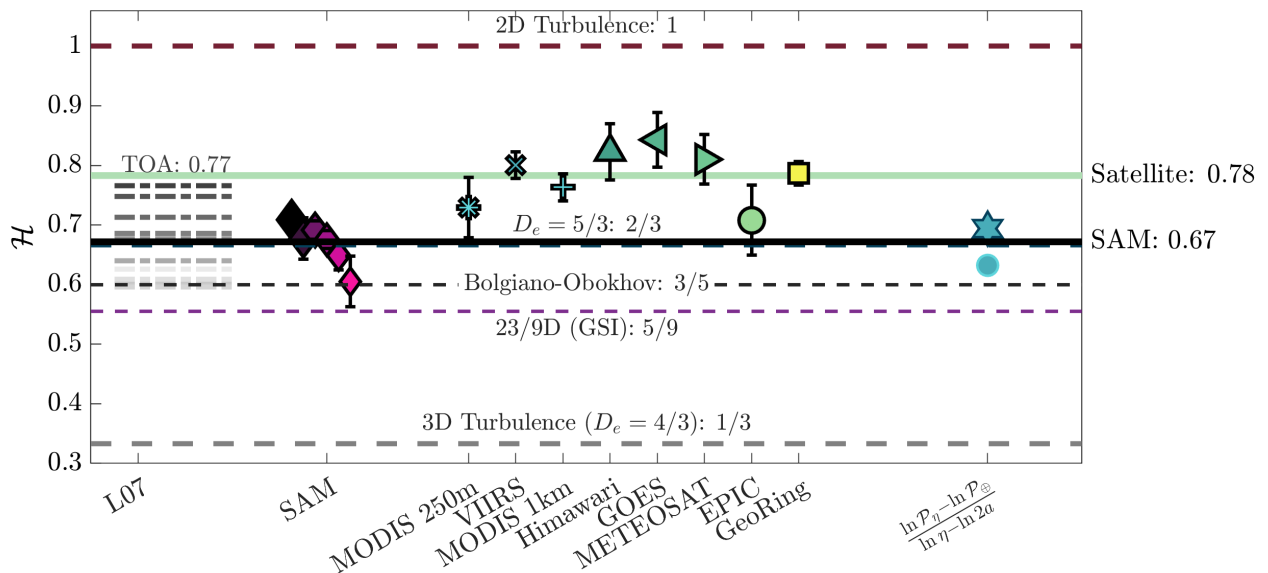 2D Turbulence: 1
1
0.9
0.8
TOA: 0.77
Satellite: 0.78
0.7
D_e = 5/3: 2/3
SAM: 0.67
ℋ
0.6
Bolgiano-Obokhov: 3/5
23/9D (GSI): 5/9
0.5
0.4
3D Turbulence (D_e = 4/3): 1/3
0.3
L07
SAM
MODIS 250m
VIIRS
MODIS 1km
Himawari
GOES
METEOSAT
EPIC
GeoRing
ln 𝒫_η−ln 𝒫_⊕
ln η−ln 2a